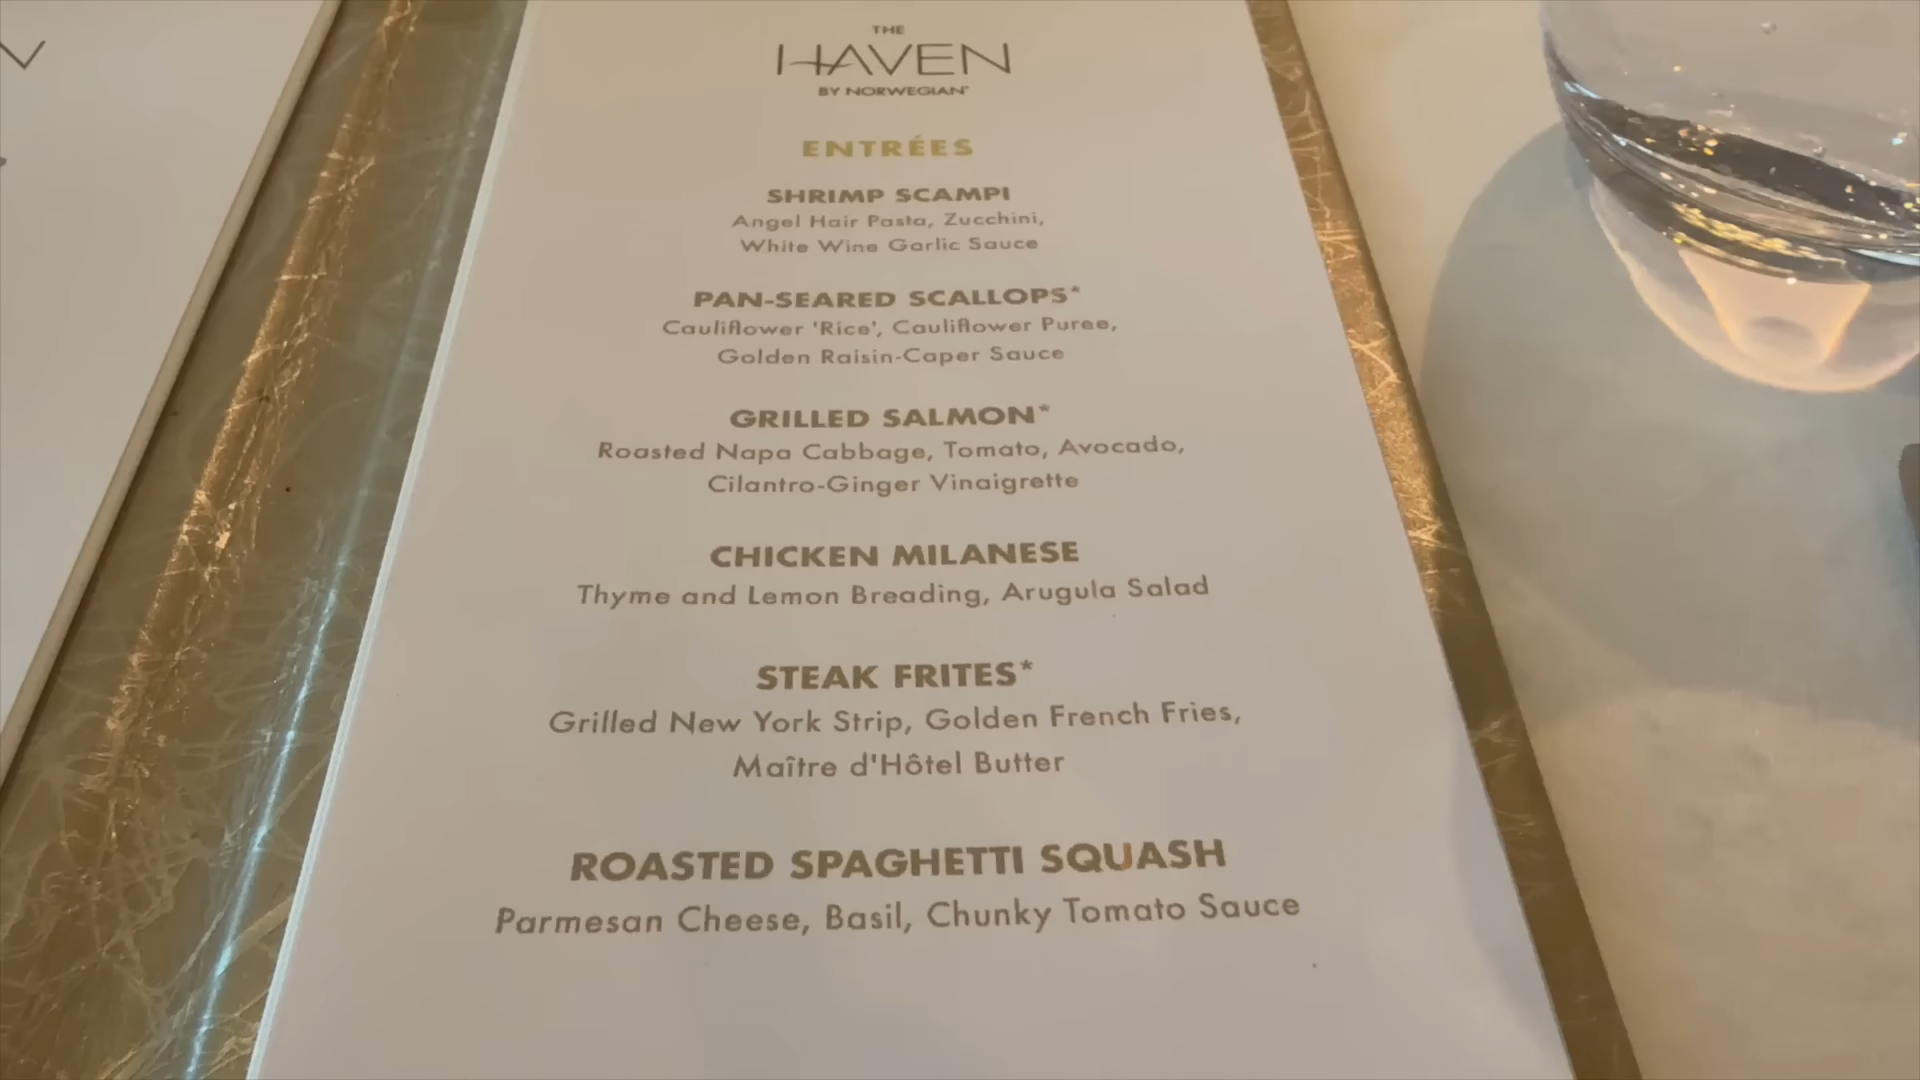 THE
HAVEN
BY NORWEGIAN®
ENTRÉES
SHRIMP SCAMPI
Angel Hair Pasta, Zucchini,
White Wine Garlic Sauce
PAN-SEARED SCALLOPS*
Cauliflower 'Rice', Cauliflower Puree,
Golden Raisin-Caper Sauce
GRILLED SALMON*
Roasted Napa Cabbage, Tomato, Avocado,
Cilantro-Ginger Vinaigrette
CHICKEN MILANESE
Thyme and Lemon Breading, Arugula Salad
STEAK FRITES*
Grilled New York Strip, Golden French Fries,
Maître d'Hôtel Butter
ROASTED SPAGHETTI SQUASH
Parmesan Cheese, Basil, Chunky Tomato Sauce